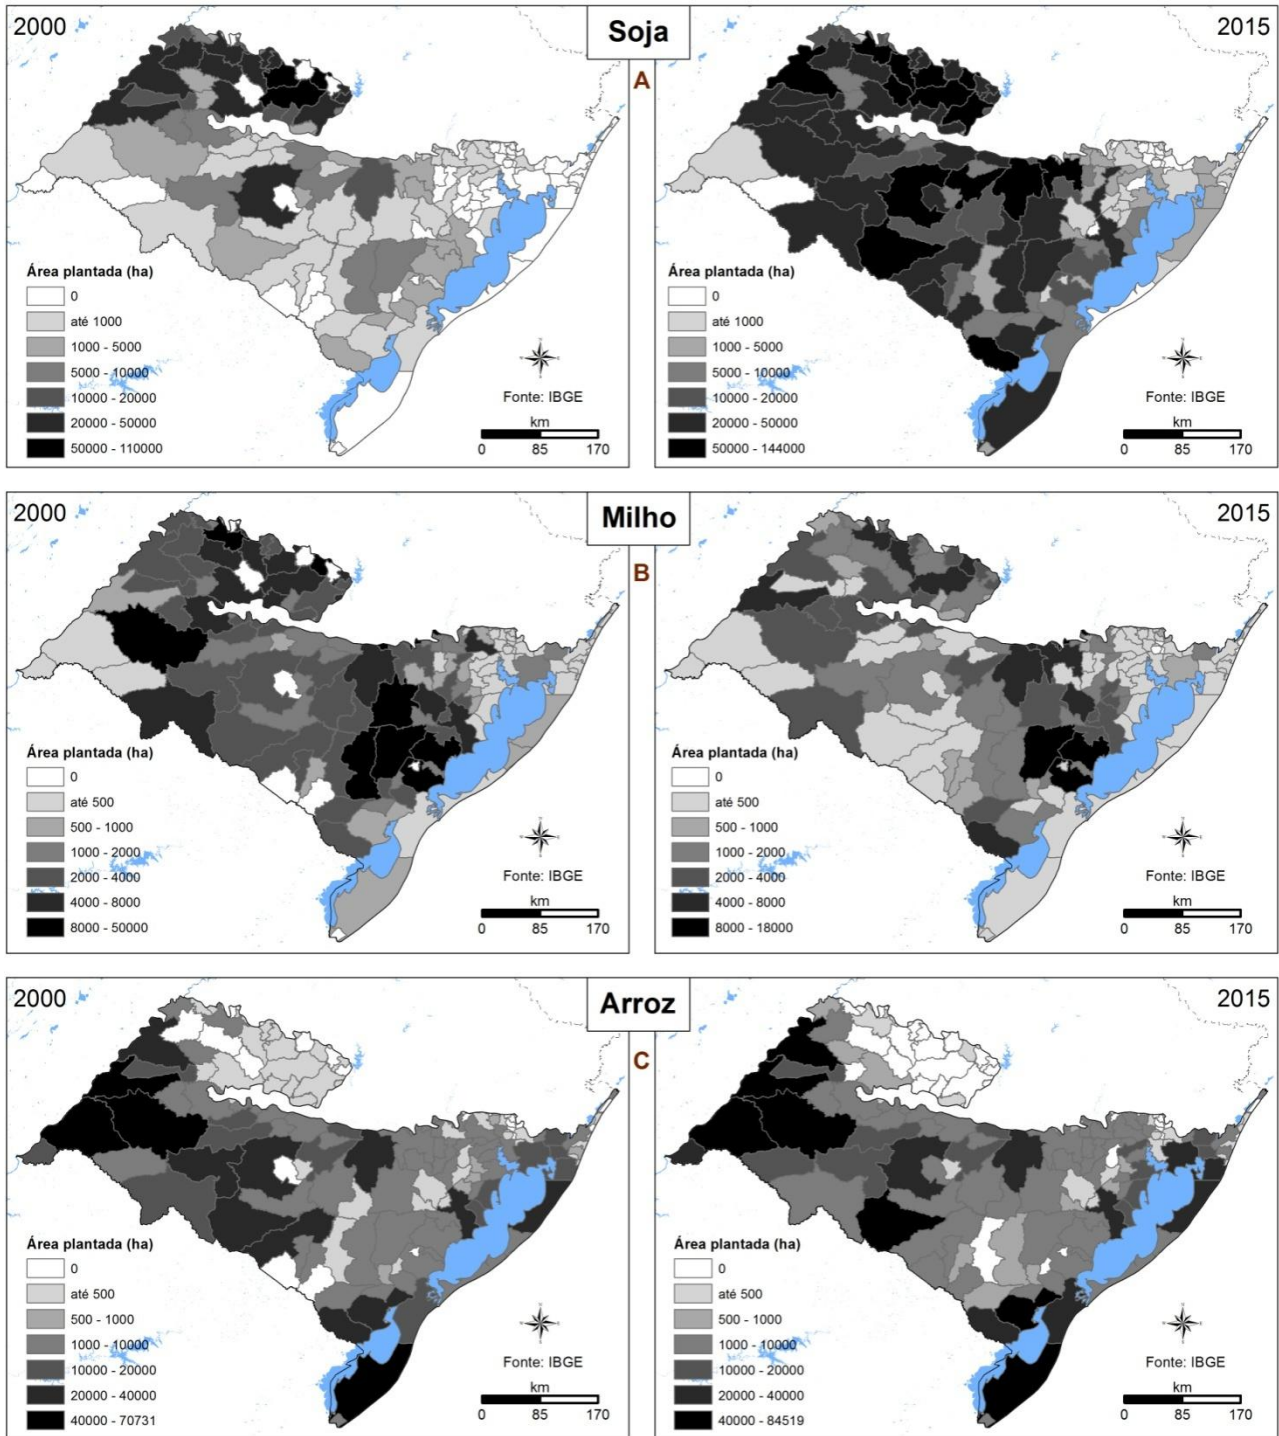 2000
Soja
2015
A
Área plantada (ha)
0
até 1000
1000 - 5000
5000 - 10000
10000 - 20000
20000 - 50000
50000 - 110000
Fonte: IBGE
km
0 85 170
Área plantada (ha)
0
até 1000
1000 - 5000
5000 - 10000
10000 - 20000
20000 - 50000
50000 - 144000
Fonte: IBGE
km
0 85 170
2000
Milho
2015
B
Área plantada (ha)
0
até 500
500 - 1000
1000 - 2000
2000 - 4000
4000 - 8000
8000 - 50000
Fonte: IBGE
km
0 85 170
Área plantada (ha)
0
até 500
500 - 1000
1000 - 2000
2000 - 4000
4000 - 8000
8000 - 18000
Fonte: IBGE
km
0 85 170
2000
Arroz
2015
C
Área plantada (ha)
0
até 500
500 - 1000
1000 - 10000
10000 - 20000
20000 - 40000
40000 - 70731
Fonte: IBGE
km
0 85 170
Área plantada (ha)
0
até 500
500 - 1000
1000 - 10000
10000 - 20000
20000 - 40000
40000 - 84519
Fonte: IBGE
km
0 85 170